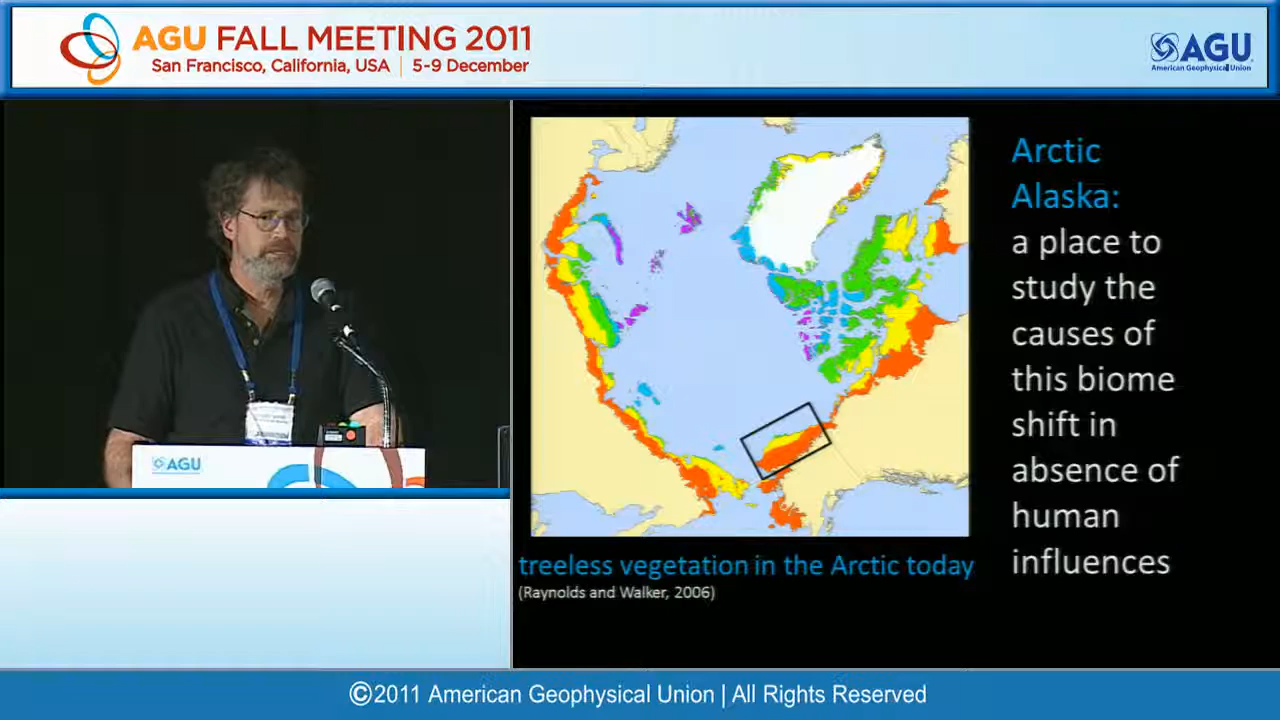 AGU FALL MEETING 2011
San Francisco, California, USA | 5-9 December
AGU
American Geophysical Union
AGU
Arctic
Alaska:
a place to
study the
causes of
this biome
shift in
absence of
human
influences
treeless vegetation in the Arctic today
(Raynolds and Walker, 2006)
©2011 American Geophysical Union | All Rights Reserved